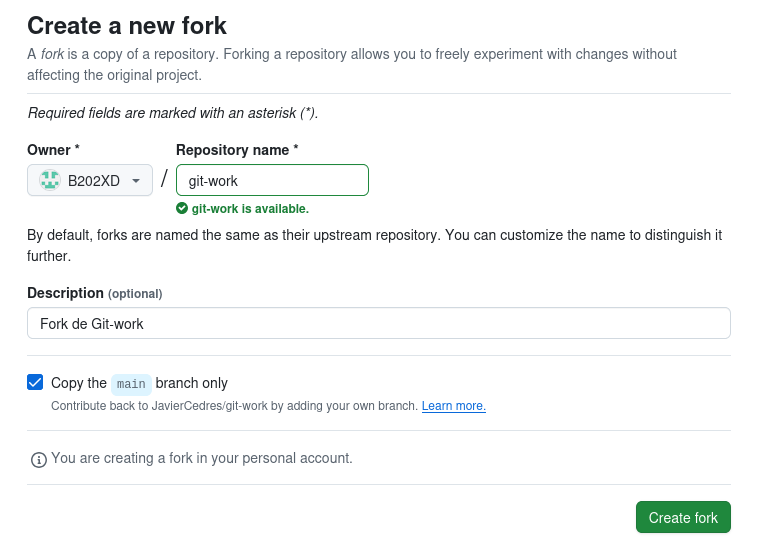 Create a new fork
A fork is a copy of a repository. Forking a repository allows you to freely experiment with changes without
affecting the original project.
Required fields are marked with an asterisk (*).
Owner * Repository name *
B202XD / git-work
git-work is available.
By default, forks are named the same as their upstream repository. You can customize the name to distinguish it
further.
Description (optional)
Fork de Git-work
Copy the main branch only
Contribute back to JavierCedres/git-work by adding your own branch. Learn more.
You are creating a fork in your personal account.
Create fork